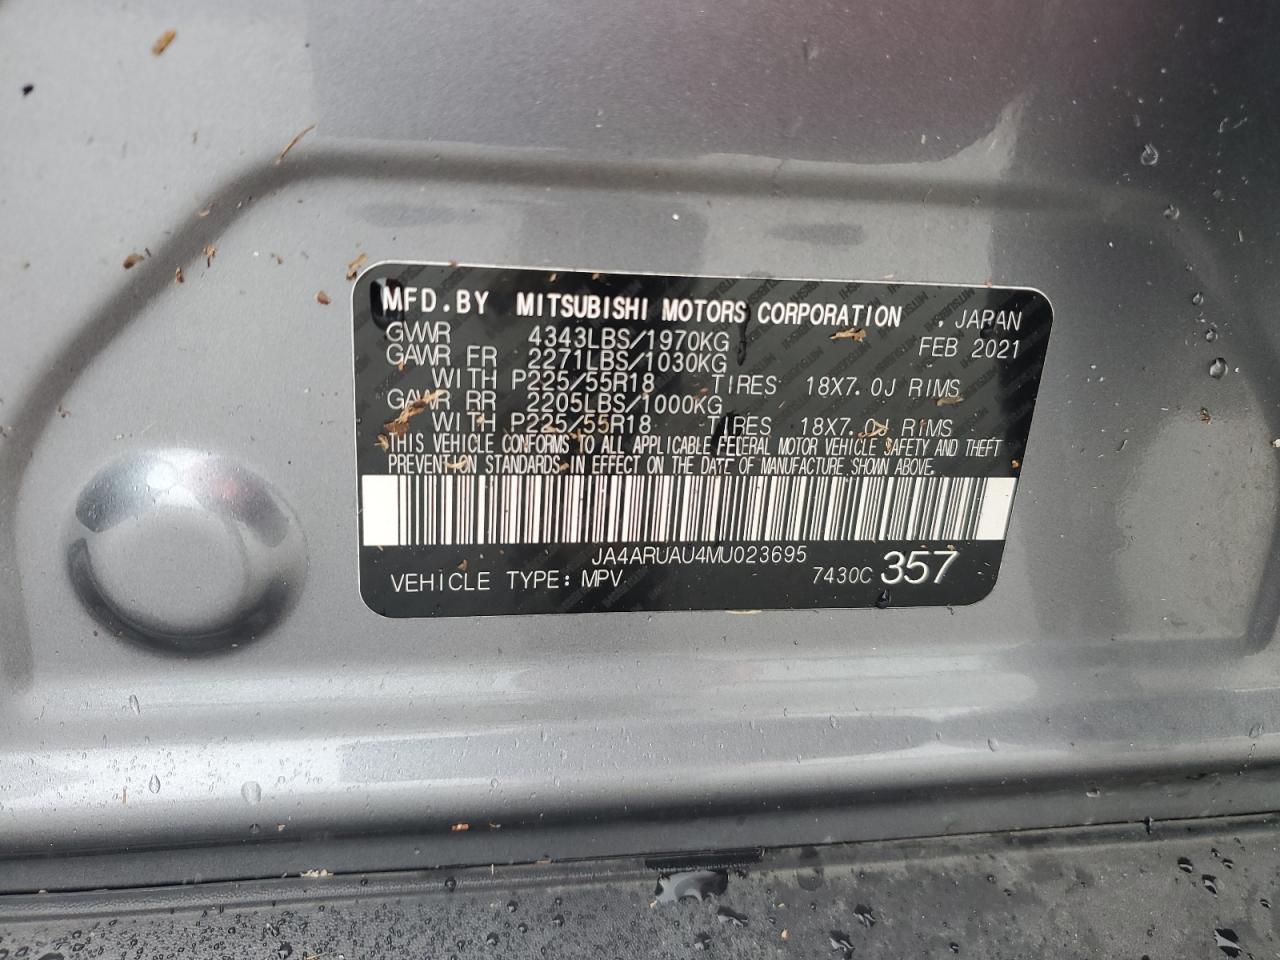 MFD.BY MITSUBISHI MOTORS CORPORATION , JAPAN
GVWR 4343LBS/1970KG FEB 2021
GAWR FR 2271LBS/1030KG
WITH P225/55R18 TIRES 18X7.0J RIMS
GAWR RR 2205LBS/1000KG
WITH P225/55R18 TIRES 18X7.0J RIMS
THIS VEHICLE CONFORMS TO ALL APPLICABLE FEDERAL MOTOR VEHICLE SAFETY AND THEFT
PREVENTION STANDARDS IN EFFECT ON THE DATE OF MANUFACTURE SHOWN ABOVE.
JA4ARUAU4MU023695
VEHICLE TYPE: MPV 7430C 357